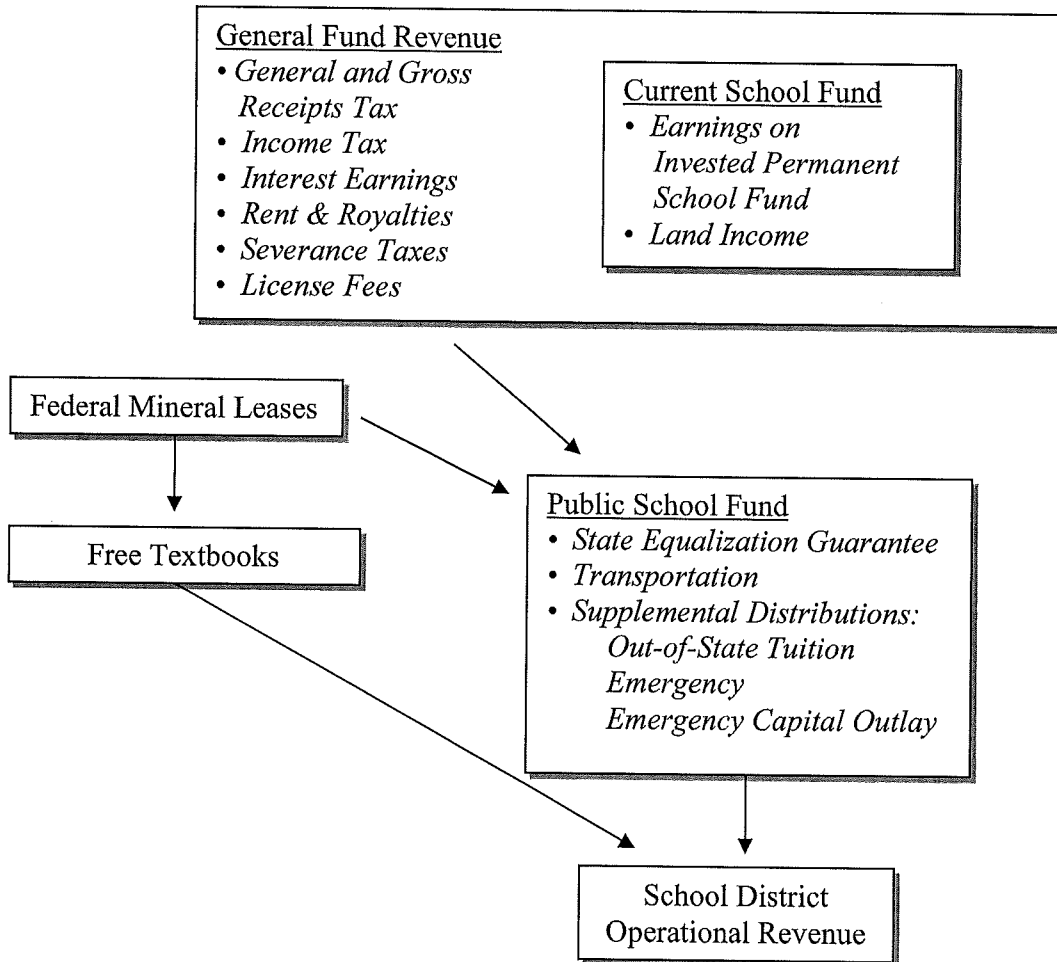 General Fund Revenue
• General and Gross
Receipts Tax
• Income Tax
• Interest Earnings
• Rent & Royalties
• Severance Taxes
• License Fees
Current School Fund
• Earnings on
Invested Permanent
School Fund
• Land Income
Federal Mineral Leases
Free Textbooks
Public School Fund
• State Equalization Guarantee
• Transportation
• Supplemental Distributions:
Out-of-State Tuition
Emergency
Emergency Capital Outlay
School District
Operational Revenue